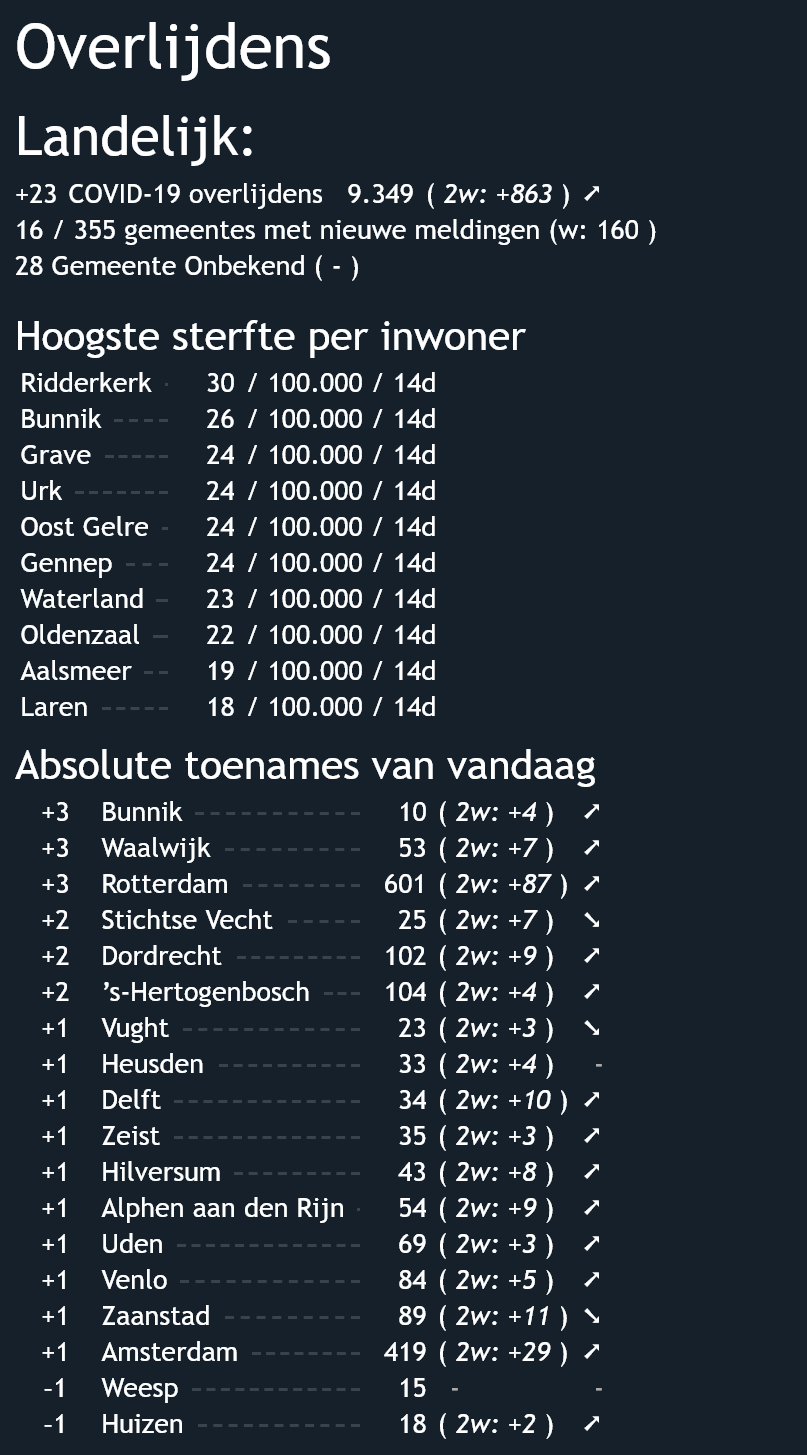 Overlijdens
Landelijk:
+23 COVID-19 overlijdens 9.349 ( 2w: +863 ) ➚
16 / 355 gemeentes met nieuwe meldingen (w: 160 )
28 Gemeente Onbekend ( - )
Hoogste sterfte per inwoner
Ridderkerk - 30 / 100.000 / 14d
Bunnik ---- 26 / 100.000 / 14d
Grave ----- 24 / 100.000 / 14d
Urk ------- 24 / 100.000 / 14d
Oost Gelre - 24 / 100.000 / 14d
Gennep --- 24 / 100.000 / 14d
Waterland - 23 / 100.000 / 14d
Oldenzaal - 22 / 100.000 / 14d
Aalsmeer -- 19 / 100.000 / 14d
Laren ----- 18 / 100.000 / 14d
Absolute toenames van vandaag
+3 Bunnik ----------- 10 ( 2w: +4 ) ➚
+3 Waalwijk --------- 53 ( 2w: +7 ) ➚
+3 Rotterdam -------- 601 ( 2w: +87 ) ➚
+2 Stichtse Vecht ----- 25 ( 2w: +7 ) ➘
+2 Dordrecht --------- 102 ( 2w: +9 ) ➚
+2 ’s-Hertogenbosch --- 104 ( 2w: +4 ) ➚
+1 Vught ------------ 23 ( 2w: +3 ) ➘
+1 Heusden ---------- 33 ( 2w: +4 ) -
+1 Delft ------------- 34 ( 2w: +10 ) ➚
+1 Zeist ------------- 35 ( 2w: +3 ) ➚
+1 Hilversum --------- 43 ( 2w: +8 ) ➚
+1 Alphen aan den Rijn - 54 ( 2w: +9 ) ➚
+1 Uden ------------- 69 ( 2w: +3 ) ➚
+1 Venlo ------------ 84 ( 2w: +5 ) ➚
+1 Zaanstad --------- 89 ( 2w: +11 ) ➘
+1 Amsterdam -------- 419 ( 2w: +29 ) ➚
-1 Weesp ------------ 15 - -
-1 Huizen ----------- 18 ( 2w: +2 ) ➚